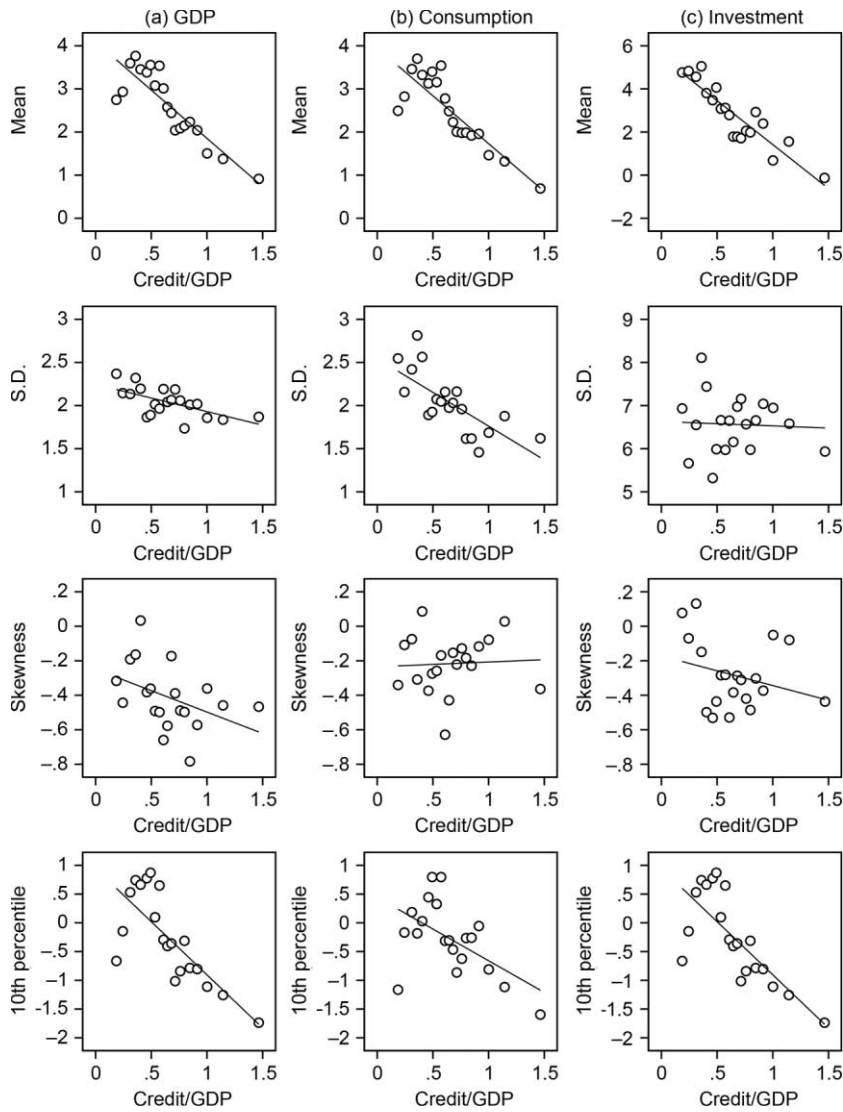 (a) GDP
Mean
4
3
2
1
0
0 .5 1 1.5
Credit/GDP
(b) Consumption
Mean
4
3
2
1
0
0 .5 1 1.5
Credit/GDP
(c) Investment
Mean
6
4
2
0
–2
0 .5 1 1.5
Credit/GDP
S.D.
3
2.5
2
1.5
1
0 .5 1 1.5
Credit/GDP
S.D.
3
2.5
2
1.5
1
0 .5 1 1.5
Credit/GDP
S.D.
9
8
7
6
5
0 .5 1 1.5
Credit/GDP
Skewness
.2
0
–.2
–.4
–.6
–.8
0 .5 1 1.5
Credit/GDP
Skewness
.2
0
–.2
–.4
–.6
–.8
0 .5 1 1.5
Credit/GDP
Skewness
.2
0
–.2
–.4
–.6
–.8
0 .5 1 1.5
Credit/GDP
10th percentile
1
.5
0
–.5
–1
-1.5
–2
0 .5 1 1.5
Credit/GDP
10th percentile
1
.5
0
–.5
–1
-1.5
–2
0 .5 1 1.5
Credit/GDP
10th percentile
1
.5
0
–.5
–1
-1.5
–2
0 .5 1 1.5
Credit/GDP